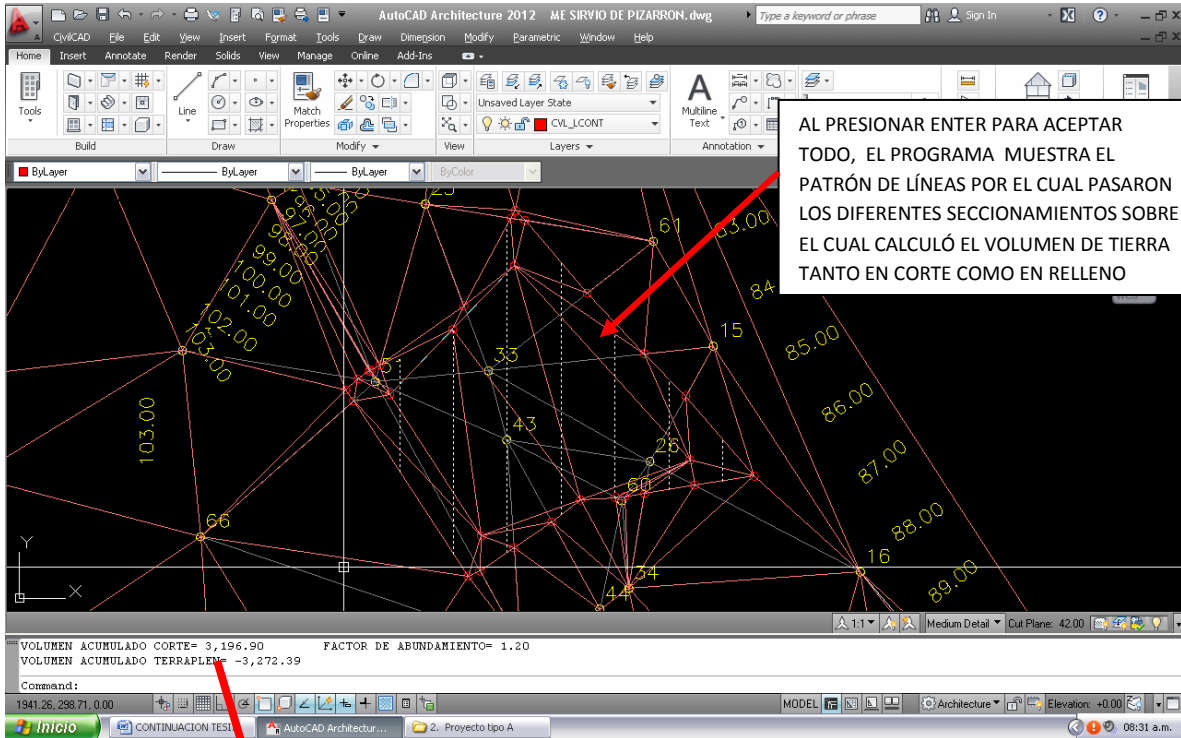 AutoCAD Architecture 2012 ME SIRVIO DE PIZARRON.dwg
Type a keyword or phrase
Sign In
CivilCAD File Edit View Insert Format Tools Draw Dimension Modify Parametric Window Help
Home Insert Annotate Render Solids View Manage Online Add-Ins
Tools
Line
Match
Properties
Unsaved Layer State
CVL_LCONT
Multiline
Text
Build Draw Modify View Layers Annotation
ByLayer ByLayer ByLayer ByColor
AL PRESIONAR ENTER PARA ACEPTAR
TODO, EL PROGRAMA MUESTRA EL
PATRÓN DE LÍNEAS POR EL CUAL PASARON
LOS DIFERENTES SECCIONAMIENTOS SOBRE
EL CUAL CALCULÓ EL VOLUMEN DE TIERRA
TANTO EN CORTE COMO EN RELLENO
97.00
98.00
99.00
100.00
101.00
102.00
103.00
103.00
61
83.00
84
15
85.00
86.00
87.00
88.00
89.00
5
33
43
26
60
66
34
44
16
Y
X
1:1 Medium Detail Cut Plane: 42.00
VOLUMEN ACUMULADO CORTE= 3,196.90 FACTOR DE ABUNDAMIENTO= 1.20
VOLUMEN ACUMULADO TERRAPLEN= -3,272.39
Command:
1941.26, 298.71, 0.00 MODEL Architecture Elevation: +0.00
Inicio CONTINUACION TESI AutoCAD Architectur... 2. Proyecto tipo A 08:31 a.m.